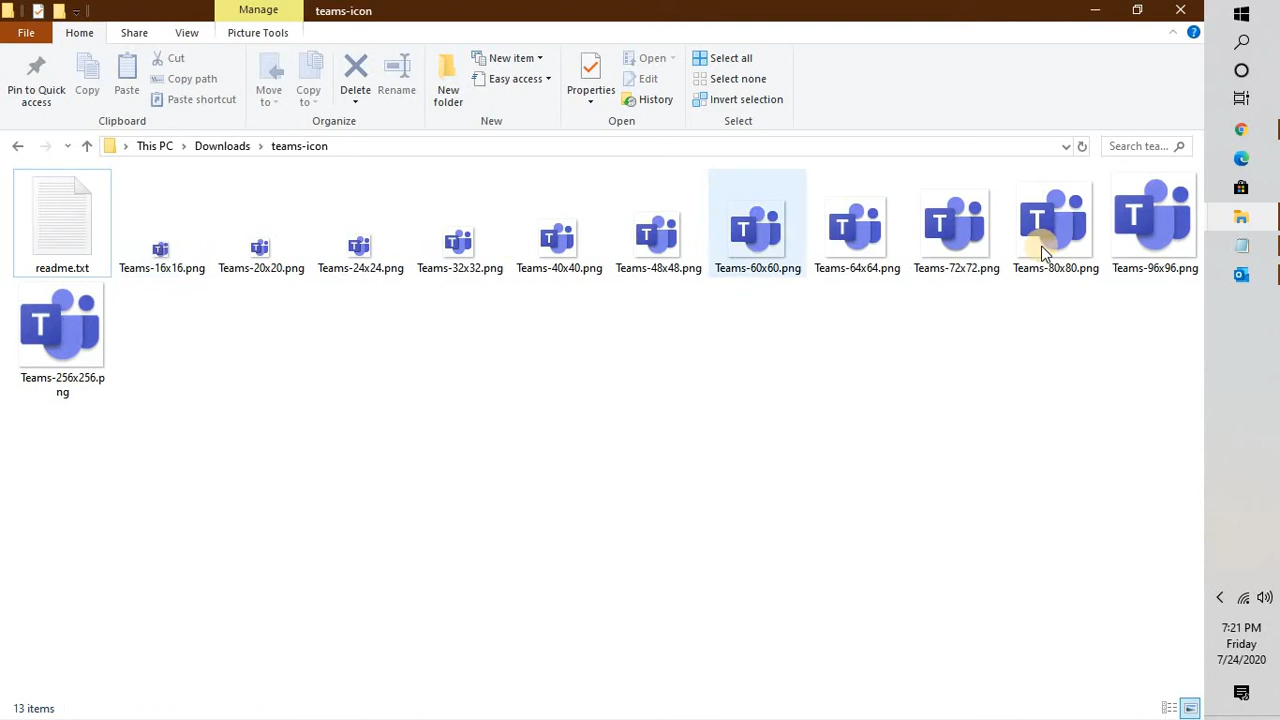 Manage
teams-icon
File
Home
Share
View
Picture Tools
Pin to Quick
access
Copy
Paste
Cut
Copy path
Paste shortcut
Clipboard
Move
to
Copy
to
Delete
Rename
Organize
New
folder
New item
Easy access
New
Properties
Open
Edit
History
Open
Select all
Select none
Invert selection
Select
This PC
Downloads
teams-icon
Search tea...
readme.txt
Teams-16x16.png
Teams-20x20.png
Teams-24x24.png
Teams-32x32.png
Teams-40x40.png
Teams-48x48.png
Teams-60x60.png
Teams-64x64.png
Teams-72x72.png
Teams-80x80.png
Teams-96x96.png
Teams-256x256.p
ng
7:21 PM
Friday
7/24/2020
13 items